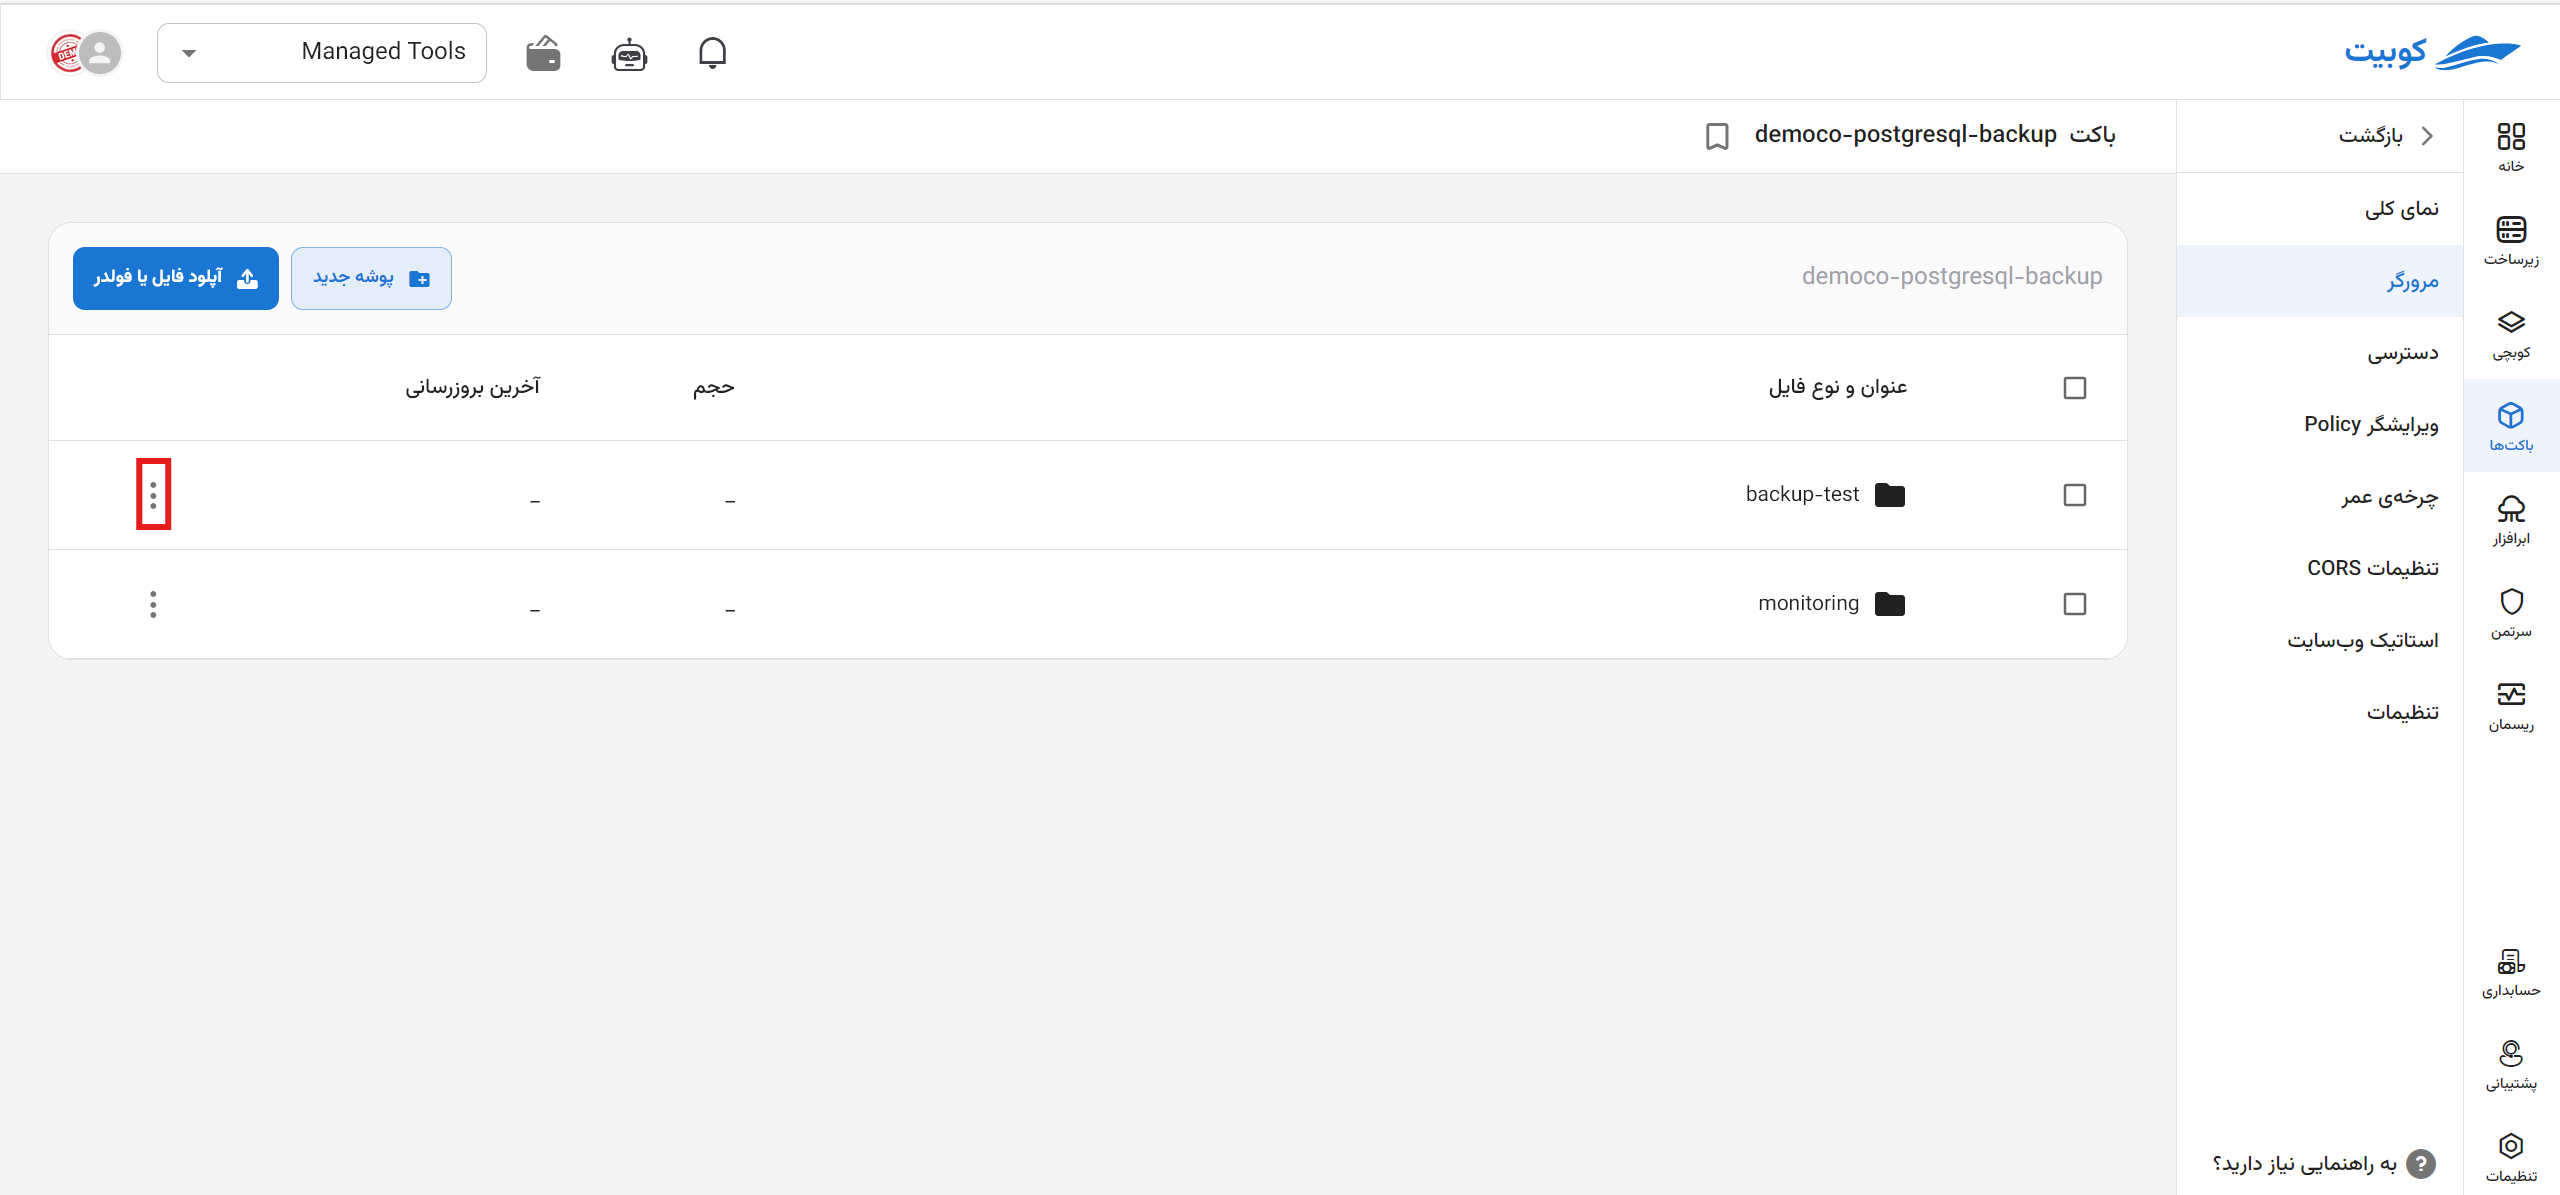 کوبیت
Managed Tools
خانه
زیرساخت
کوبچی
باکت‌ها
ابرافزار
سرتمن
ریسمان
حسابداری
پشتیبانی
تنظیمات
بازگشت
نمای کلی
مرورگر
دسترسی
ویرایشگر Policy
چرخه‌ی عمر
تنظیمات CORS
استاتیک وب‌سایت
تنظیمات
به راهنمایی نیاز دارید؟
باکت democo-postgresql-backup
democo-postgresql-backup
پوشه جدید
آپلود فایل یا فولدر
عنوان و نوع فایل حجم آخرین بروزرسانی
backup-test – –
monitoring – –